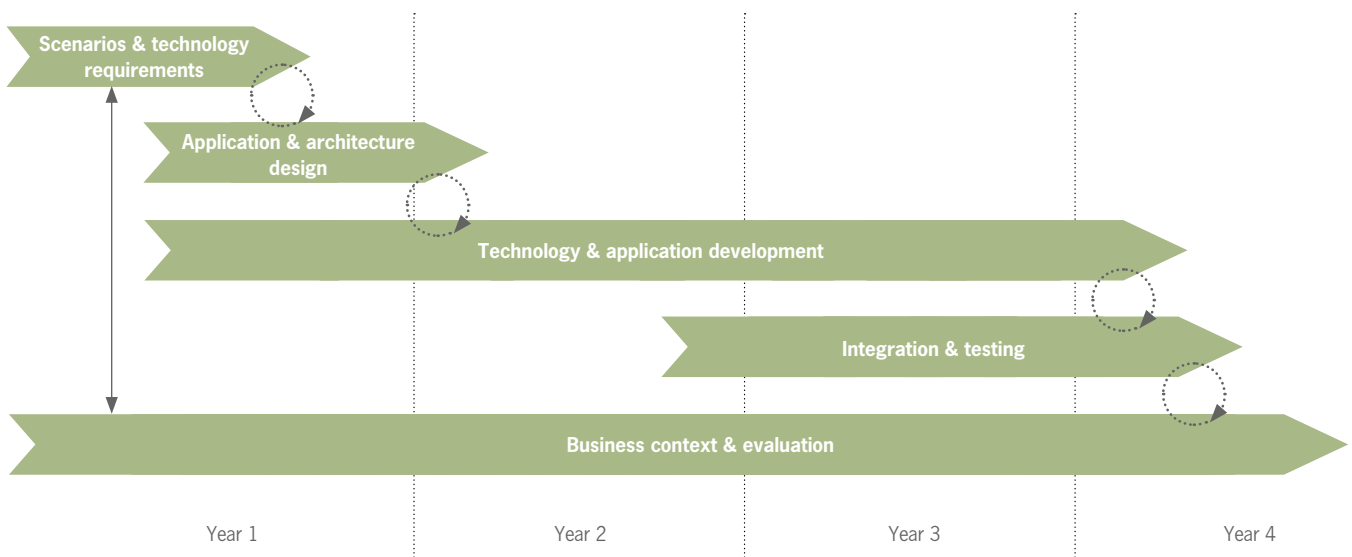 Scenarios & technology
requirements
Application & architecture
design
Technology & application development
Integration & testing
Business context & evaluation
Year 1
Year 2
Year 3
Year 4